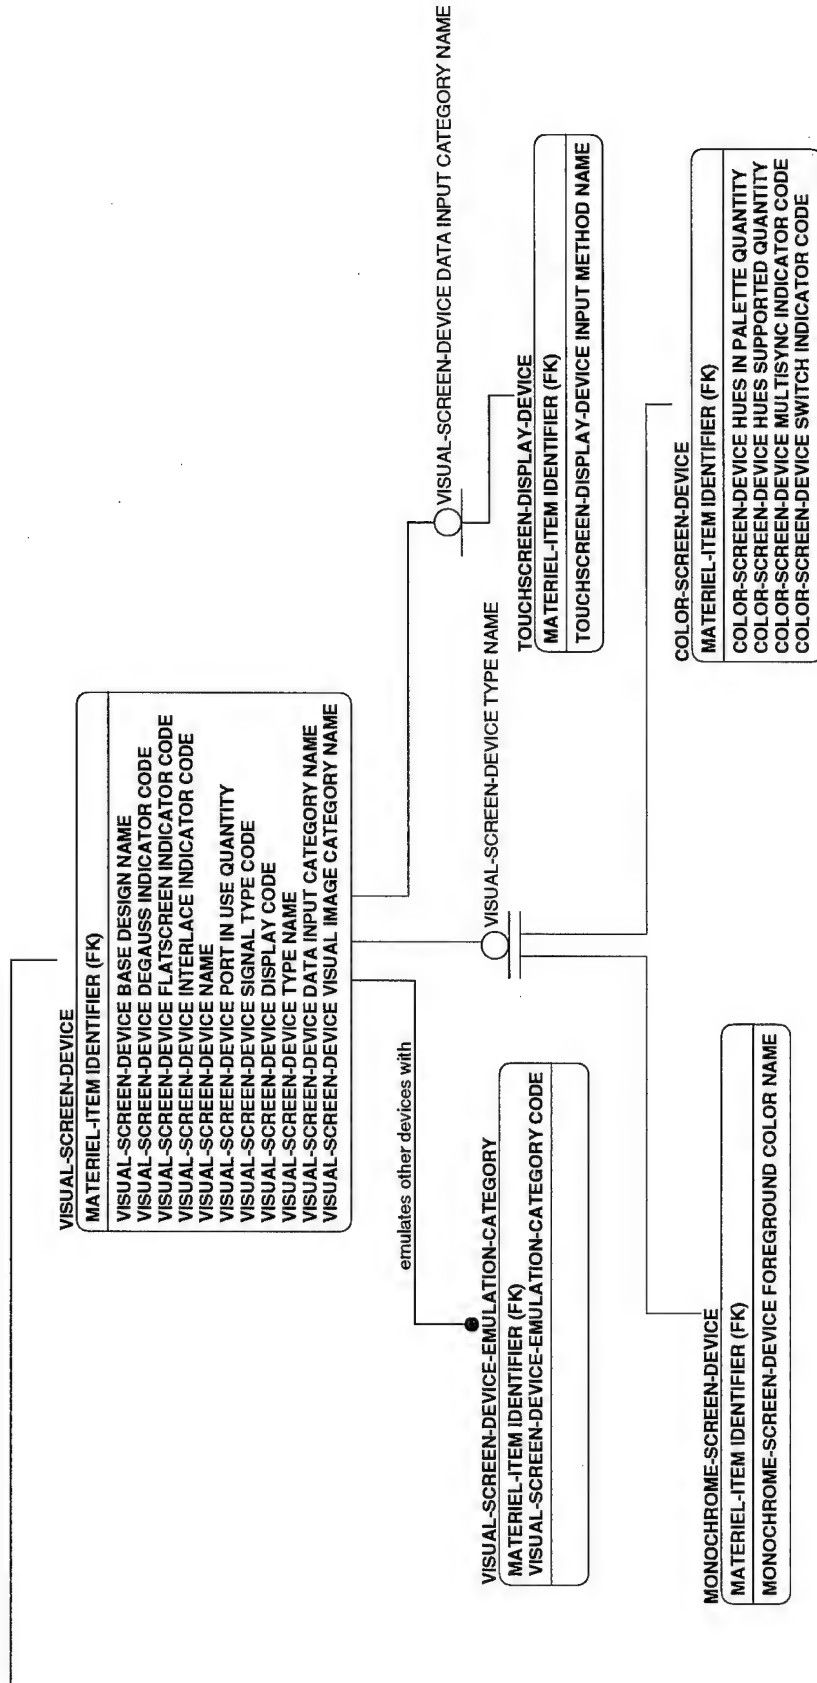 VISUAL-SCREEN-DEVICE
MATERIEL-ITEM IDENTIFIER (FK)
VISUAL-SCREEN-DEVICE BASE DESIGN NAME
VISUAL-SCREEN-DEVICE DEGAUSS INDICATOR CODE
VISUAL-SCREEN-DEVICE FLATSCREEN INDICATOR CODE
VISUAL-SCREEN-DEVICE INTERLACE INDICATOR CODE
VISUAL-SCREEN-DEVICE NAME
VISUAL-SCREEN-DEVICE PORT IN USE QUANTITY
VISUAL-SCREEN-DEVICE SIGNAL TYPE CODE
VISUAL-SCREEN-DEVICE DISPLAY CODE
VISUAL-SCREEN-DEVICE TYPE NAME
VISUAL-SCREEN-DEVICE DATA INPUT CATEGORY NAME
VISUAL-SCREEN-DEVICE VISUAL IMAGE CATEGORY NAME
emulates other devices with
VISUAL-SCREEN-DEVICE DATA INPUT CATEGORY NAME
VISUAL-SCREEN-DEVICE-EMULATION-CATEGORY
MATERIEL-ITEM IDENTIFIER (FK)
VISUAL-SCREEN-DEVICE-EMULATION-CATEGORY CODE
VISUAL-SCREEN-DEVICE TYPE NAME
TOUCHSCREEN-DISPLAY-DEVICE
MATERIEL-ITEM IDENTIFIER (FK)
TOUCHSCREEN-DISPLAY-DEVICE INPUT METHOD NAME
MONOCHROME-SCREEN-DEVICE
MATERIEL-ITEM IDENTIFIER (FK)
MONOCHROME-SCREEN-DEVICE FOREGROUND COLOR NAME
COLOR-SCREEN-DEVICE
MATERIEL-ITEM IDENTIFIER (FK)
COLOR-SCREEN-DEVICE HUES IN PALETTE QUANTITY
COLOR-SCREEN-DEVICE HUES SUPPORTED QUANTITY
COLOR-SCREEN-DEVICE MULTISYNC INDICATOR CODE
COLOR-SCREEN-DEVICE SWITCH INDICATOR CODE